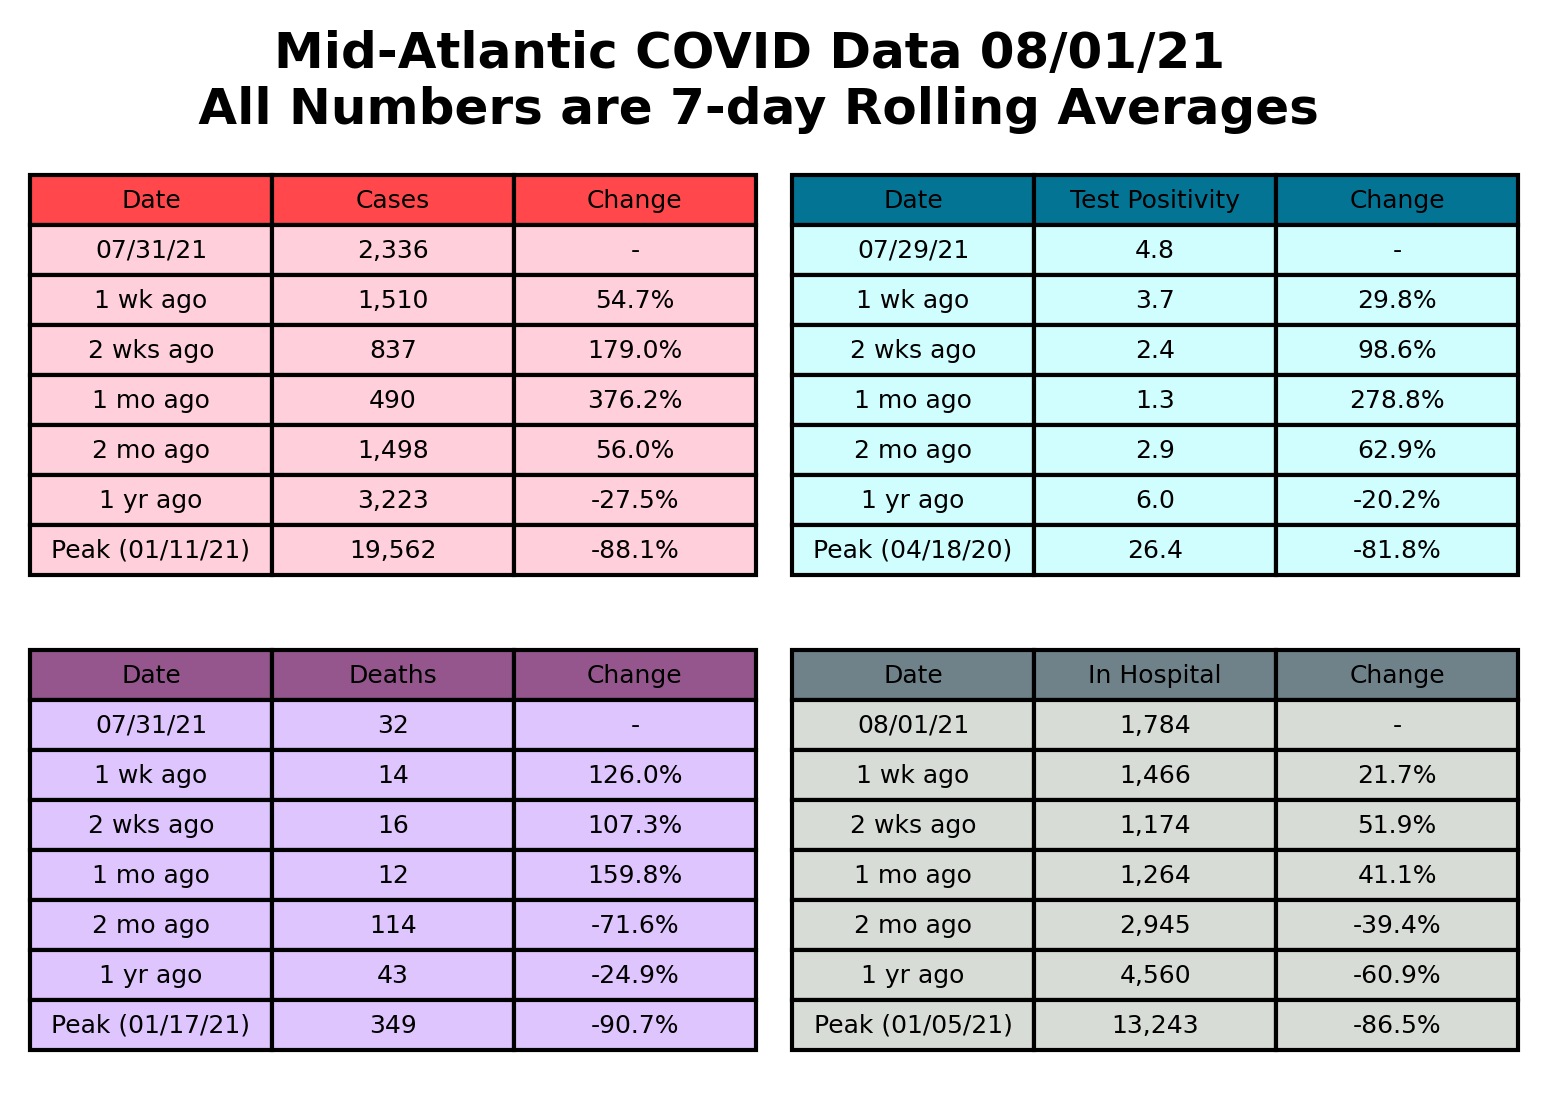 Mid-Atlantic COVID Data 08/01/21
All Numbers are 7-day Rolling Averages
Date Cases Change
07/31/21 2,336 -
1 wk ago 1,510 54.7%
2 wks ago 837 179.0%
1 mo ago 490 376.2%
2 mo ago 1,498 56.0%
1 yr ago 3,223 -27.5%
Peak (01/11/21) 19,562 -88.1%
Date Test Positivity Change
07/29/21 4.8 -
1 wk ago 3.7 29.8%
2 wks ago 2.4 98.6%
1 mo ago 1.3 278.8%
2 mo ago 2.9 62.9%
1 yr ago 6.0 -20.2%
Peak (04/18/20) 26.4 -81.8%
Date Deaths Change
07/31/21 32 -
1 wk ago 14 126.0%
2 wks ago 16 107.3%
1 mo ago 12 159.8%
2 mo ago 114 -71.6%
1 yr ago 43 -24.9%
Peak (01/17/21) 349 -90.7%
Date In Hospital Change
08/01/21 1,784 -
1 wk ago 1,466 21.7%
2 wks ago 1,174 51.9%
1 mo ago 1,264 41.1%
2 mo ago 2,945 -39.4%
1 yr ago 4,560 -60.9%
Peak (01/05/21) 13,243 -86.5%